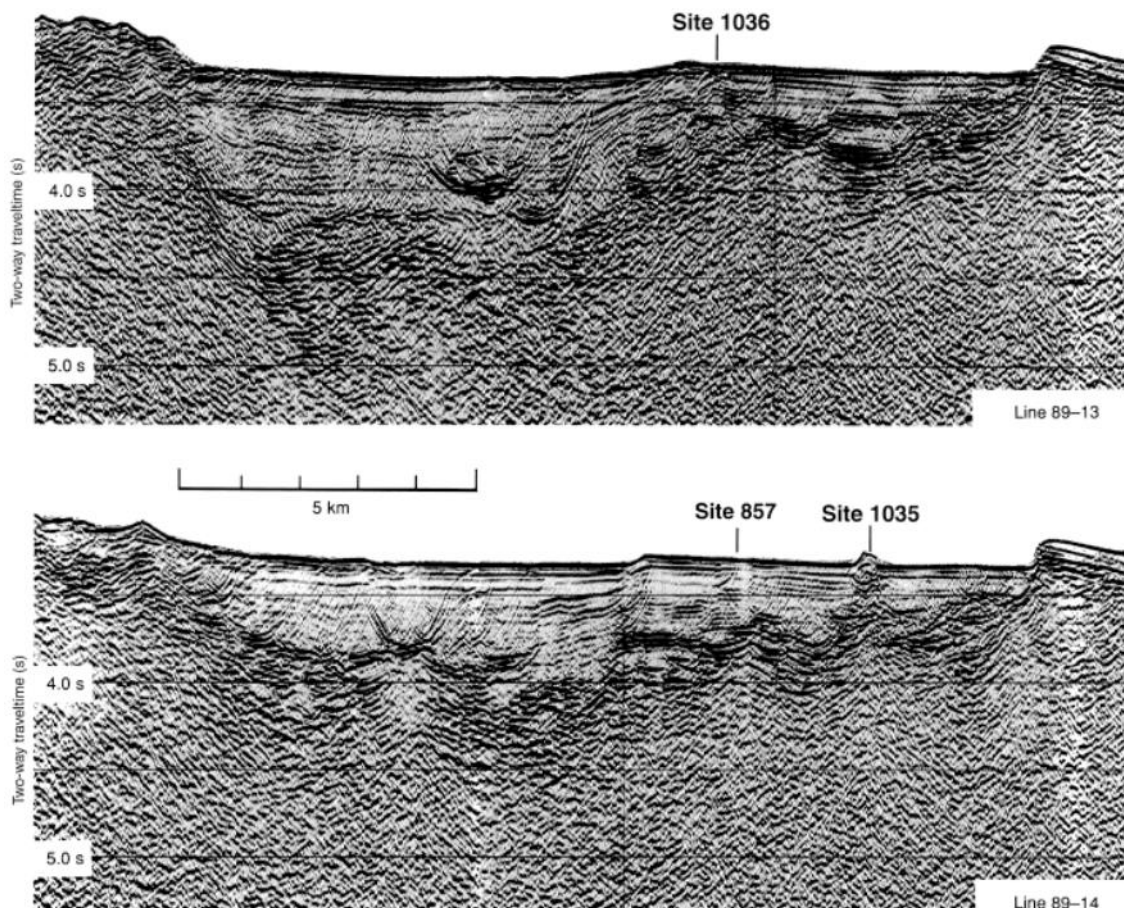 Site 1036
Two-way traveltime (s)
4.0 s
5.0 s
Line 89–13
5 km
Site 857
Site 1035
Two-way traveltime (s)
4.0 s
5.0 s
Line 89–14